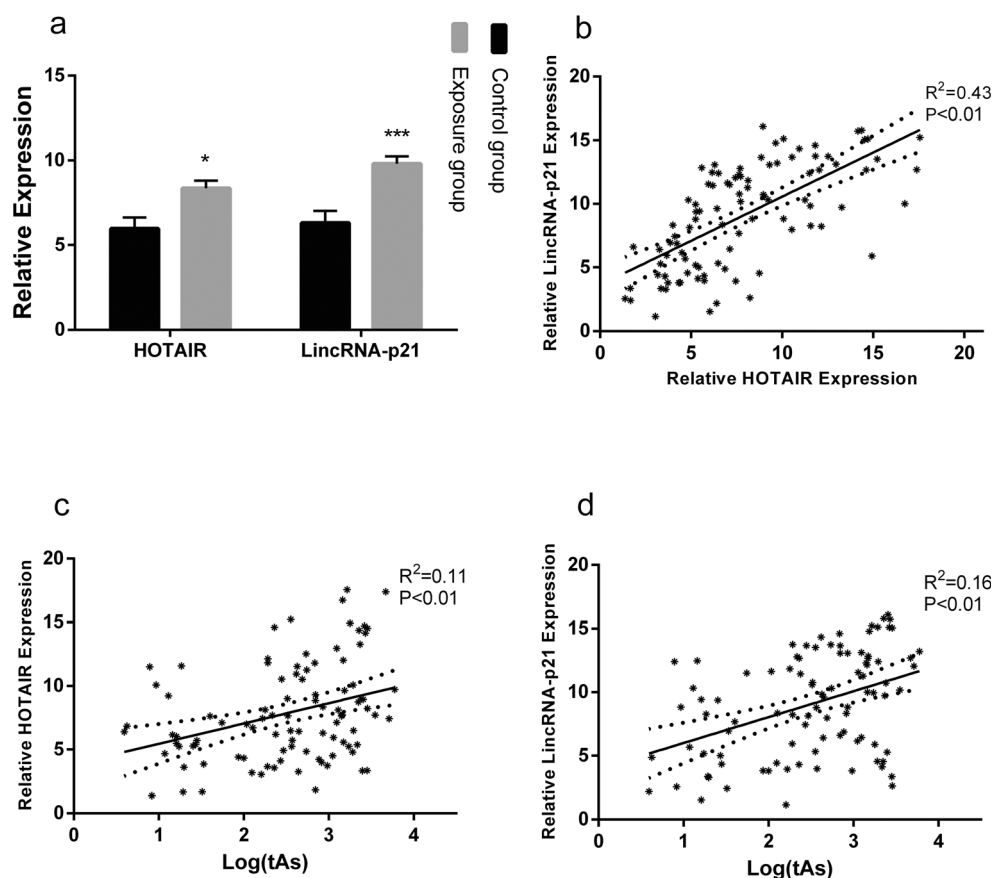 a
Relative Expression
15
10
5
0
*
***
HOTAIR
LincRNA-p21
Exposure group
Control group
b
Relative LincRNA-p21 Expression
20
15
10
5
0
R²=0.43
P<0.01
0 5 10 15 20
Relative HOTAIR Expression
c
Relative HOTAIR Expression
20
15
10
5
0
R²=0.11
P<0.01
0 1 2 3 4
Log(tAs)
d
Relative LincRNA-p21 Expression
20
15
10
5
0
R²=0.16
P<0.01
0 1 2 3 4
Log(tAs)